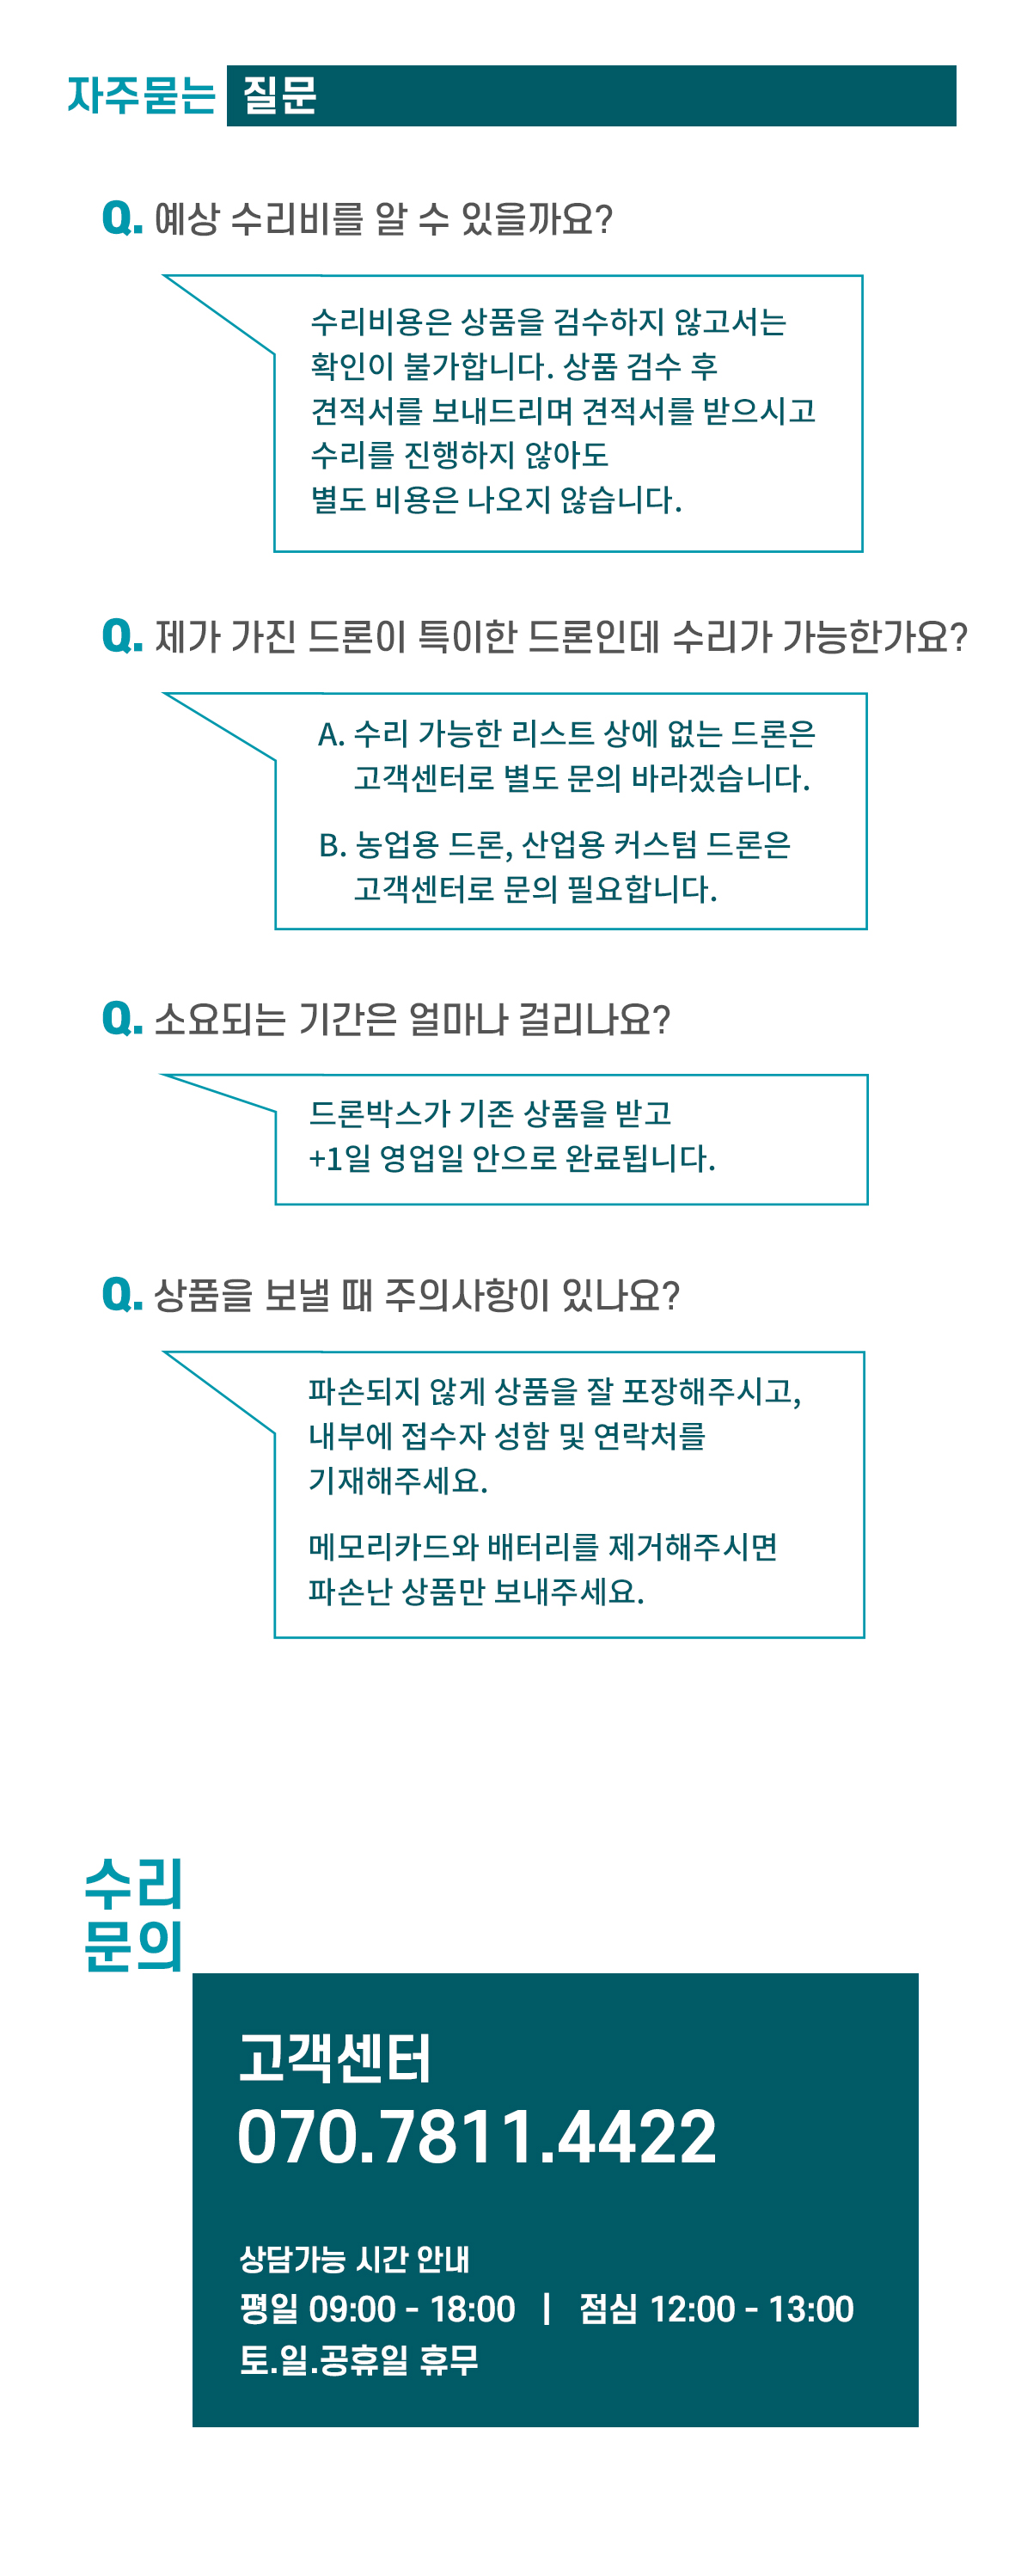 자주묻는 질문
Q. 예상 수리비를 알 수 있을까요?
수리비용은 상품을 검수하지 않고서는
확인이 불가합니다. 상품 검수 후
견적서를 보내드리며 견적서를 받으시고
수리를 진행하지 않아도
별도 비용은 나오지 않습니다.
Q. 제가 가진 드론이 특이한 드론인데 수리가 가능한가요?
A. 수리 가능한 리스트 상에 없는 드론은
고객센터로 별도 문의 바라겠습니다.
B. 농업용 드론, 산업용 커스텀 드론은
고객센터로 문의 필요합니다.
Q. 소요되는 기간은 얼마나 걸리나요?
드론박스가 기존 상품을 받고
+1일 영업일 안으로 완료됩니다.
Q. 상품을 보낼 때 주의사항이 있나요?
파손되지 않게 상품을 잘 포장해주시고,
내부에 접수자 성함 및 연락처를
기재해주세요.
메모리카드와 배터리를 제거해주시면
파손난 상품만 보내주세요.
수리
문의
고객센터
070.7811.4422
상담가능 시간 안내
평일 09:00 - 18:00 | 점심 12:00 - 13:00
토.일.공휴일 휴무